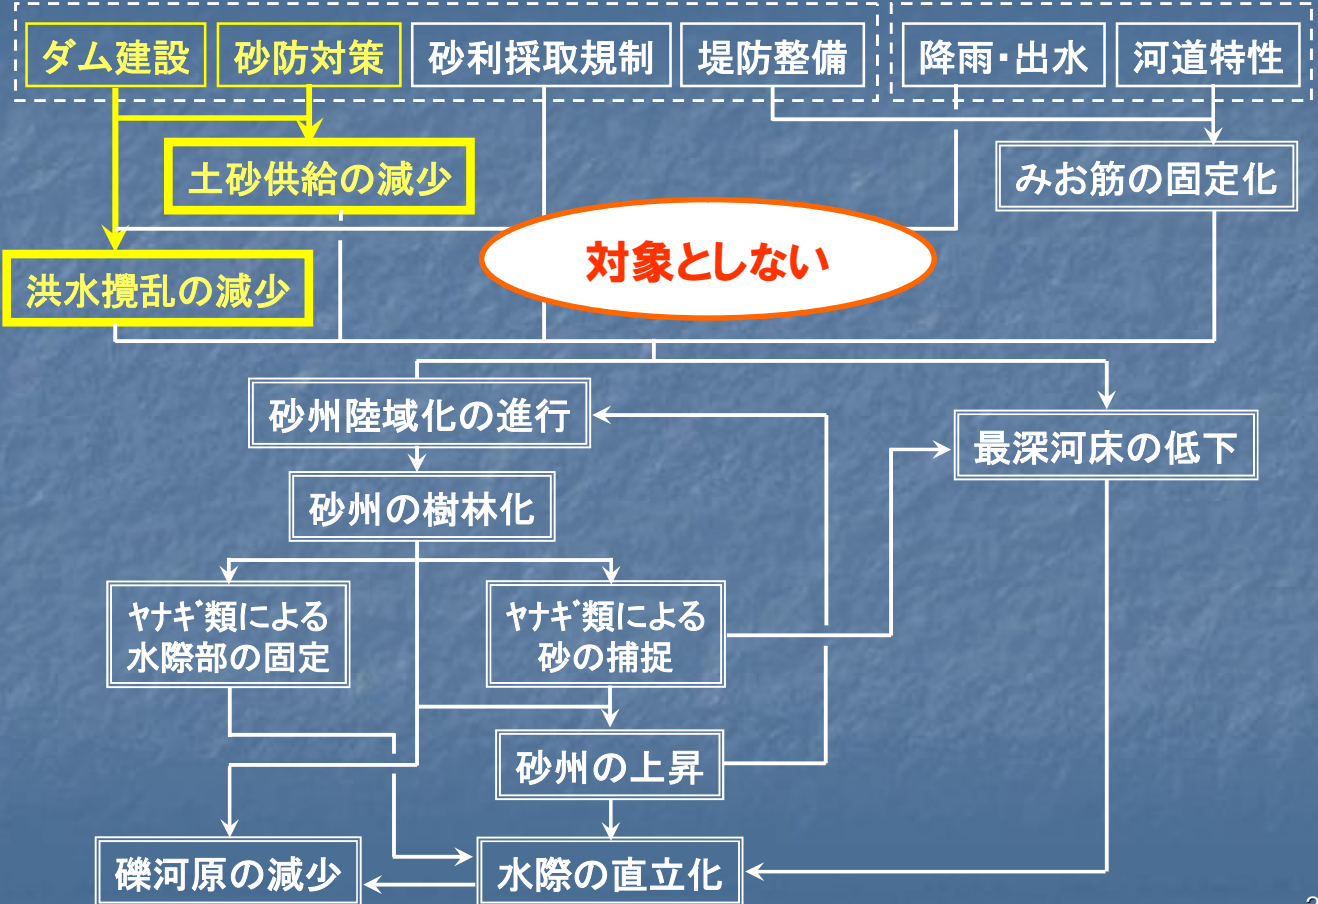 ダム建設
砂防対策
砂利採取規制
堤防整備
降雨・出水
河道特性
土砂供給の減少
みお筋の固定化
対象としない
洪水攪乱の減少
砂州陸域化の進行
最深河床の低下
砂州の樹林化
ﾔﾅｷﾞ類による
水際部の固定
ﾔﾅｷﾞ類による
砂の捕捉
砂州の上昇
礫河原の減少
水際の直立化